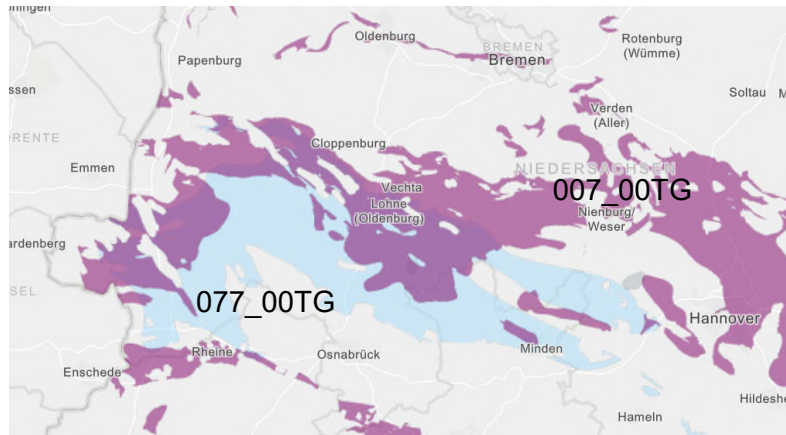 Oldenburg
BREMEN
Bremen
Rotenburg
(Wümme)
Papenburg
ssen
Soltau
M
Verden
(Aller)
ORENTE
Cloppenburg
Emmen
NIEDERSACHSEN
Vechta
Lohne
(Oldenburg)
007_00TG
Nienburg/
Weser
ardenberg
SEL
077_00TG
Hannover
Rheine
Osnabrück
Minden
Enschede
Hildeshe
Hameln